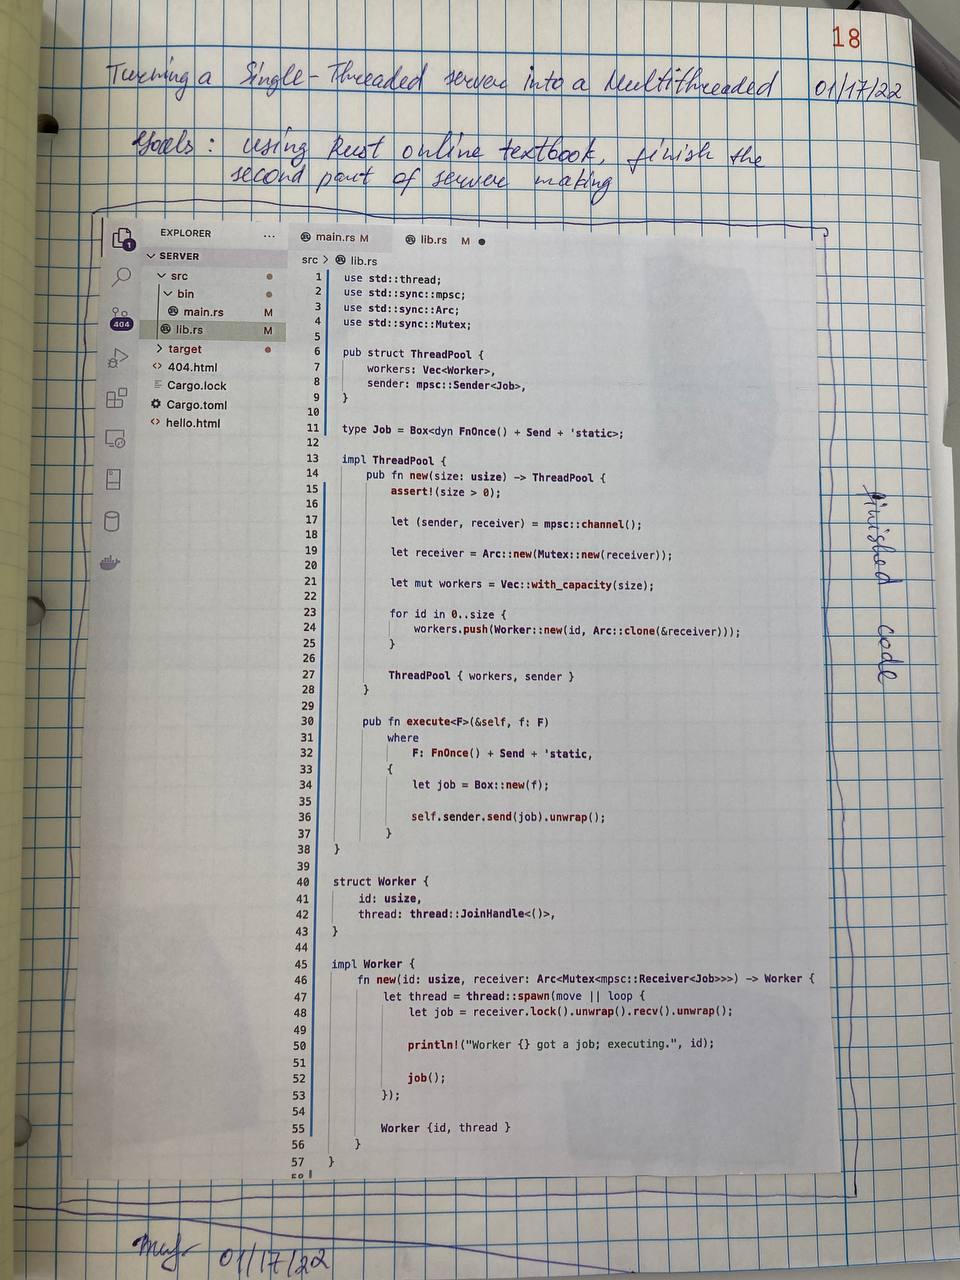 18
Turning a Single-Threaded server into a Multithreaded 01/17/22
Goals: using Rust online textbook, finish the
second part of server making
EXPLORER ...
SERVER
src
bin
main.rs M
lib.rs M
target
404.html
Cargo.lock
Cargo.toml
hello.html
1
404
main.rs M lib.rs M
src > lib.rs
1 use std::thread;
2 use std::sync::mpsc;
3 use std::sync::Arc;
4 use std::sync::Mutex;
5
6 pub struct ThreadPool {
7 workers: Vec<Worker>,
8 sender: mpsc::Sender<Job>,
9 }
10
11 type Job = Box<dyn FnOnce() + Send + 'static>;
12
13 impl ThreadPool {
14 pub fn new(size: usize) -> ThreadPool {
15 assert!(size > 0);
16
17 let (sender, receiver) = mpsc::channel();
18
19 let receiver = Arc::new(Mutex::new(receiver));
20
21 let mut workers = Vec::with_capacity(size);
22
23 for id in 0..size {
24 workers.push(Worker::new(id, Arc::clone(&receiver)));
25 }
26
27 ThreadPool { workers, sender }
28 }
29
30 pub fn execute<F>(&self, f: F)
31 where
32 F: FnOnce() + Send + 'static,
33 {
34 let job = Box::new(f);
35
36 self.sender.send(job).unwrap();
37 }
38 }
39
40 struct Worker {
41 id: usize,
42 thread: thread::JoinHandle<()>,
43 }
44
45 impl Worker {
46 fn new(id: usize, receiver: Arc<Mutex<mpsc::Receiver<Job>>>) -> Worker {
47 let thread = thread::spawn(move || loop {
48 let job = receiver.lock().unwrap().recv().unwrap();
49
50 println!("Worker {} got a job; executing.", id);
51
52 job();
53 });
54
55 Worker {id, thread }
56 }
57 }
finished code
01/17/22